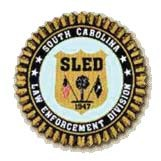 SOUTH CAROLINA
SLED
1947
LAW ENFORCEMENT DIVISION